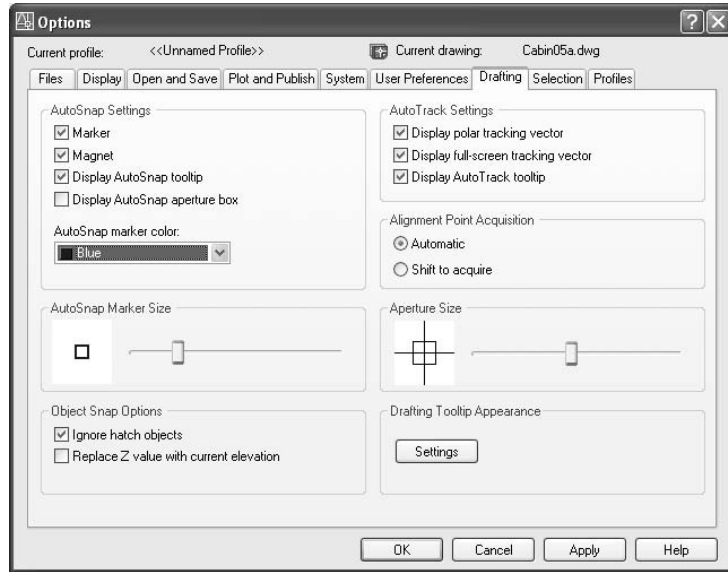 Options
Current profile: <<Unnamed Profile>> Current drawing: Cabin05a.dwg
Files Display Open and Save Plot and Publish System User Preferences Drafting Selection Profiles
AutoSnap Settings
Marker
Magnet
Display AutoSnap tooltip
Display AutoSnap aperture box
AutoSnap marker color:
Blue
AutoTrack Settings
Display polar tracking vector
Display full-screen tracking vector
Display AutoTrack tooltip
Alignment Point Acquisition
Automatic
Shift to acquire
AutoSnap Marker Size
Aperture Size
Object Snap Options
Ignore hatch objects
Replace Z value with current elevation
Drafting Tooltip Appearance
Settings
OK Cancel Apply Help